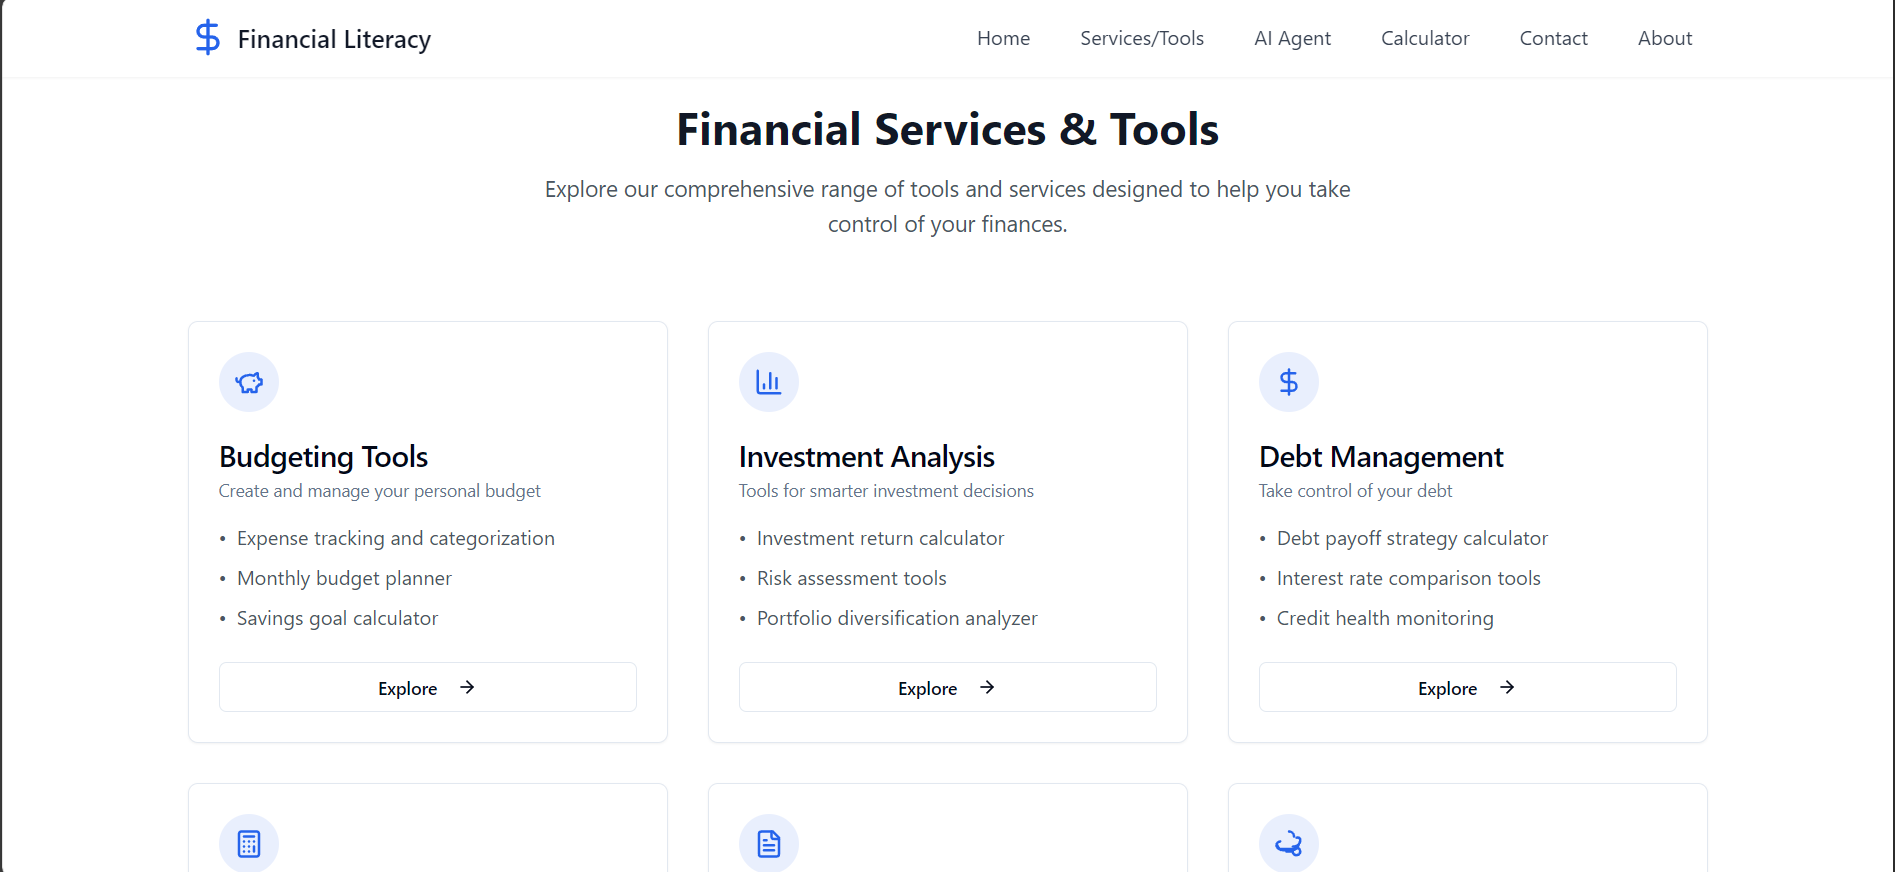 Financial Literacy
Home
Services/Tools
AI Agent
Calculator
Contact
About
Financial Services & Tools
Explore our comprehensive range of tools and services designed to help you take
control of your finances.
Budgeting Tools
Create and manage your personal budget
• Expense tracking and categorization
• Monthly budget planner
• Savings goal calculator
Explore →
Investment Analysis
Tools for smarter investment decisions
• Investment return calculator
• Risk assessment tools
• Portfolio diversification analyzer
Explore →
Debt Management
Take control of your debt
• Debt payoff strategy calculator
• Interest rate comparison tools
• Credit health monitoring
Explore →